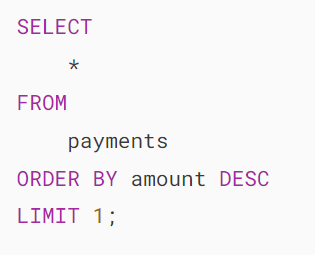 SELECT
    *
FROM
    payments
ORDER BY amount DESC
LIMIT 1;